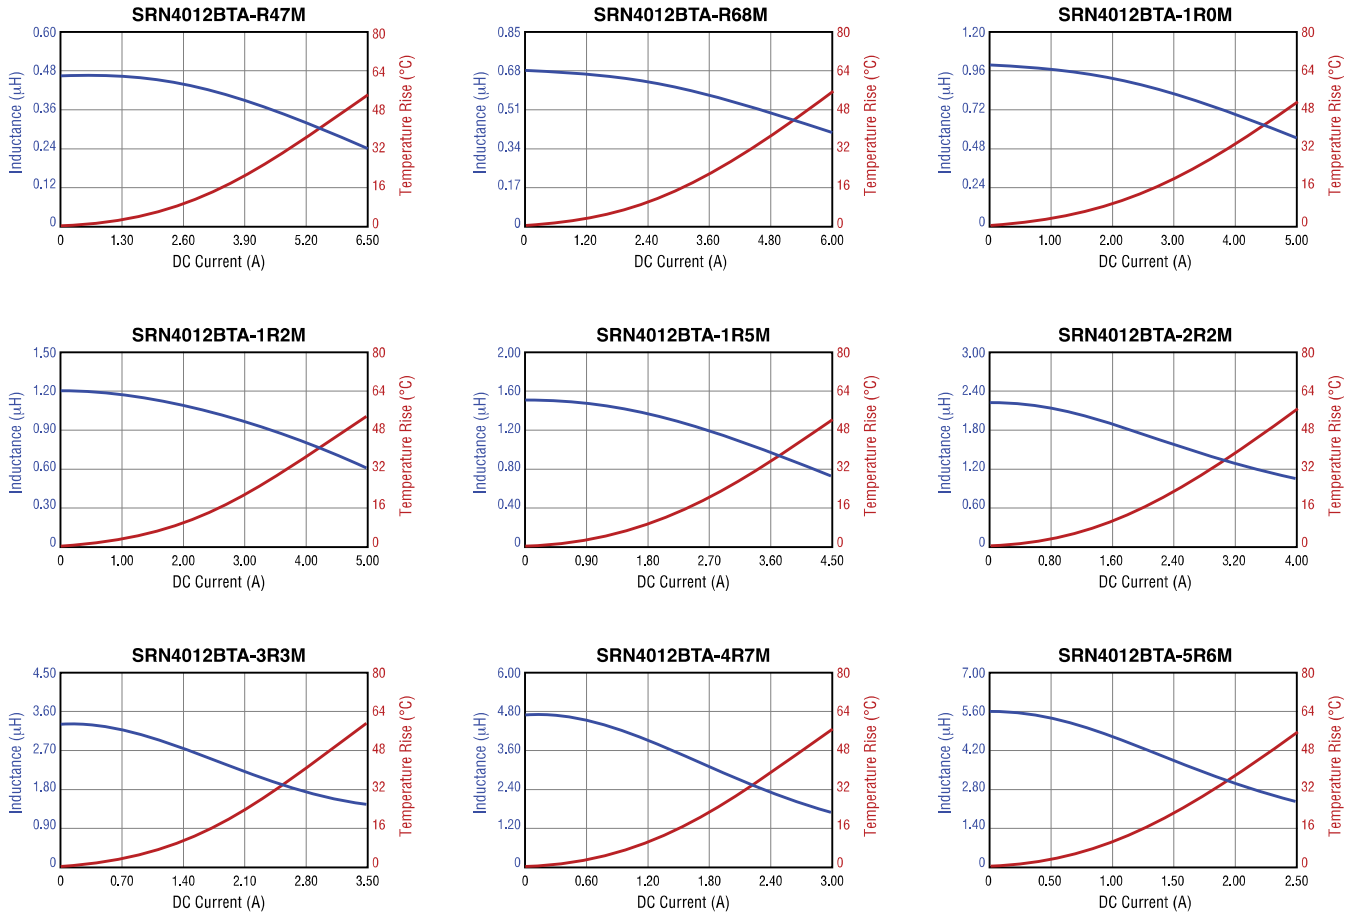 SRN4012BTA-R47M
0.60
0.48
0.36
0.24
0.12
0
Inductance (µH)
80
64
48
32
16
0
Temperature Rise (°C)
0 1.30 2.60 3.90 5.20 6.50
DC Current (A)
SRN4012BTA-R68M
0.85
0.68
0.51
0.34
0.17
0
Inductance (µH)
80
64
48
32
16
0
Temperature Rise (°C)
0 1.20 2.40 3.60 4.80 6.00
DC Current (A)
SRN4012BTA-1R0M
1.20
0.96
0.72
0.48
0.24
0
Inductance (µH)
80
64
48
32
16
0
Temperature Rise (°C)
0 1.00 2.00 3.00 4.00 5.00
DC Current (A)
SRN4012BTA-1R2M
1.50
1.20
0.90
0.60
0.30
0
Inductance (µH)
80
64
48
32
16
0
Temperature Rise (°C)
0 1.00 2.00 3.00 4.00 5.00
DC Current (A)
SRN4012BTA-1R5M
2.00
1.60
1.20
0.80
0.40
0
Inductance (µH)
80
64
48
32
16
0
Temperature Rise (°C)
0 0.90 1.80 2.70 3.60 4.50
DC Current (A)
SRN4012BTA-2R2M
3.00
2.40
1.80
1.20
0.60
0
Inductance (µH)
80
64
48
32
16
0
Temperature Rise (°C)
0 0.80 1.60 2.40 3.20 4.00
DC Current (A)
SRN4012BTA-3R3M
4.50
3.60
2.70
1.80
0.90
0
Inductance (µH)
80
64
48
32
16
0
Temperature Rise (°C)
0 0.70 1.40 2.10 2.80 3.50
DC Current (A)
SRN4012BTA-4R7M
6.00
4.80
3.60
2.40
1.20
0
Inductance (µH)
80
64
48
32
16
0
Temperature Rise (°C)
0 0.60 1.20 1.80 2.40 3.00
DC Current (A)
SRN4012BTA-5R6M
7.00
5.60
4.20
2.80
1.40
0
Inductance (µH)
80
64
48
32
16
0
Temperature Rise (°C)
0 0.50 1.00 1.50 2.00 2.50
DC Current (A)